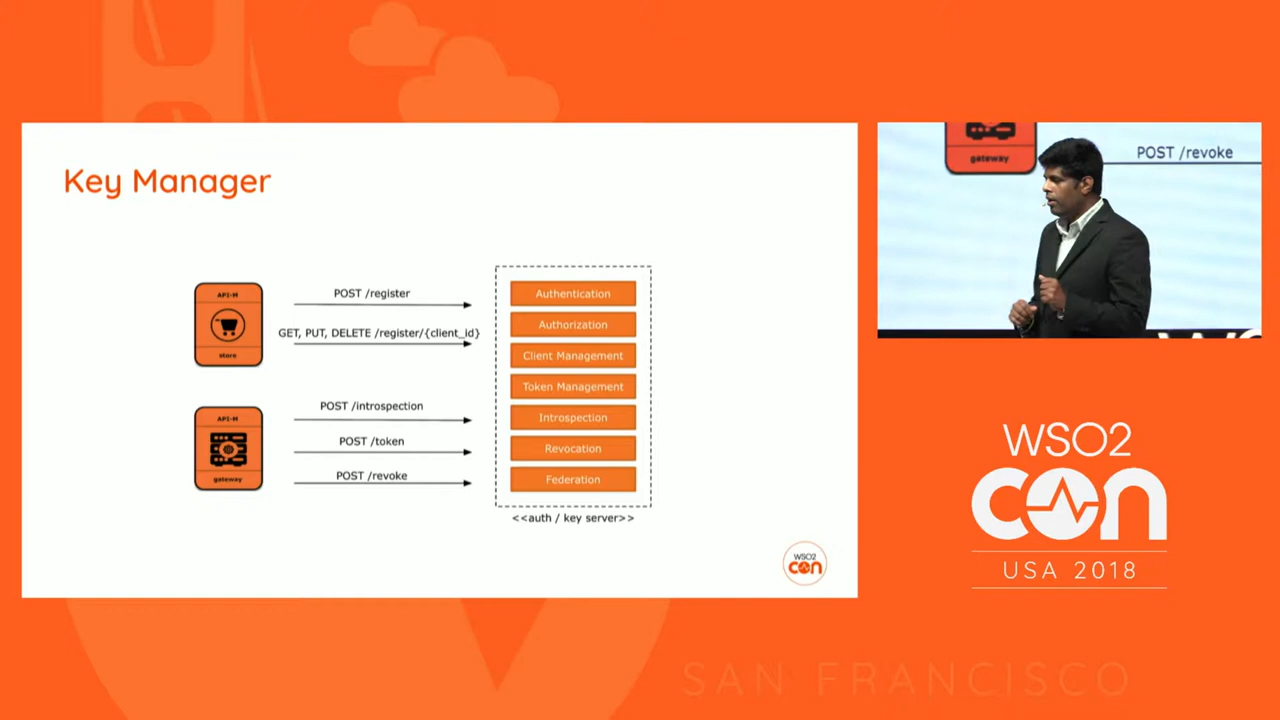 Key Manager
API-M
store
POST /register
GET, PUT, DELETE /register/{client_id}
API-M
gateway
POST /introspection
POST /token
POST /revoke
Authentication
Authorization
Client Management
Token Management
Introspection
Revocation
Federation
<<auth / key server>>
WSO2
con
gateway
POST /revoke
WSO2
con
USA 2018
SAN FRANCISCO